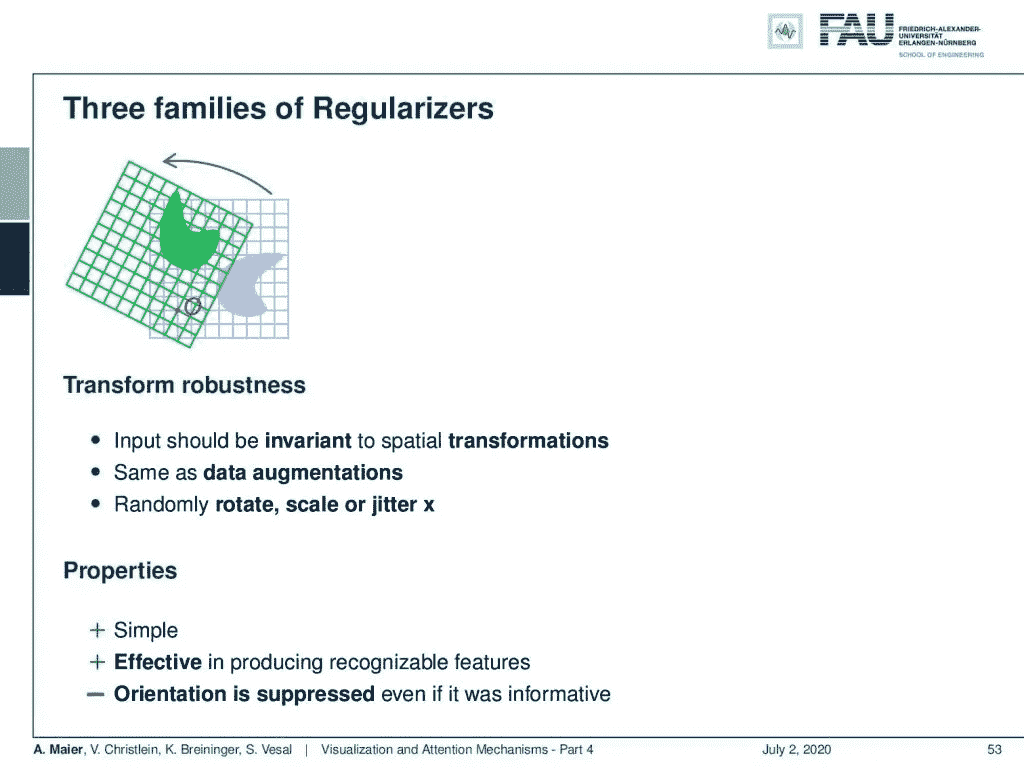 FAU
FRIEDRICH-ALEXANDER-
UNIVERSITÄT
ERLANGEN-NÜRNBERG
SCHOOL OF ENGINEERING
Three families of Regularizers
Transform robustness
• Input should be invariant to spatial transformations
• Same as data augmentations
• Randomly rotate, scale or jitter x
Properties
+ Simple
+ Effective in producing recognizable features
− Orientation is suppressed even if it was informative
A. Maier, V. Christlein, K. Breininger, S. Vesal | Visualization and Attention Mechanisms - Part 4 July 2, 2020 53